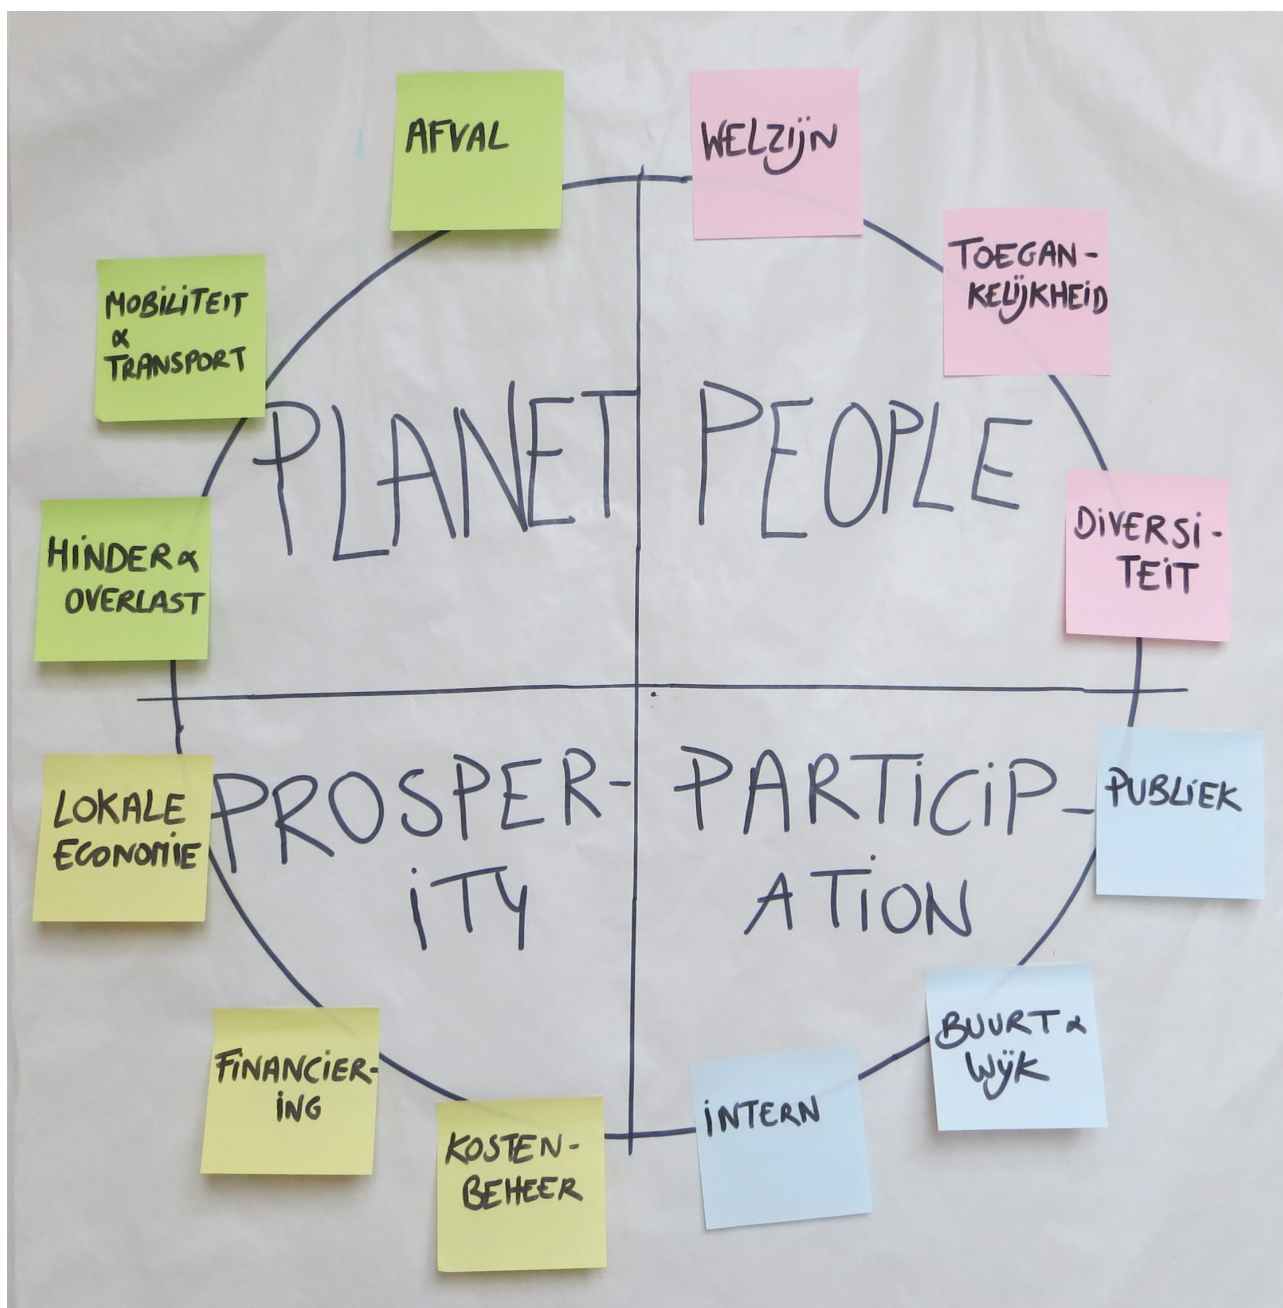 AFVAL
WELZIJN
TOEGAN-
KELIJKHEID
MOBILITEIT
&
TRANSPORT
PLANET
PEOPLE
HINDER &
OVERLAST
DIVERSI-
TEIT
LOKALE
ECONOMIE
PROSPER-
ITY
PARTICIP-
ATION
PUBLIEK
FINANCIER-
ING
BUURT &
WIJK
KOSTEN-
BEHEER
INTERN